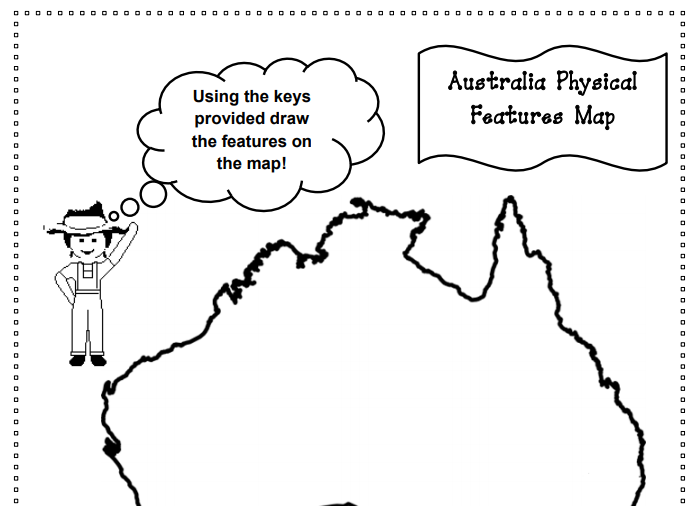 Using the keys
provided draw
the features on
the map!
Australia Physical
Features Map